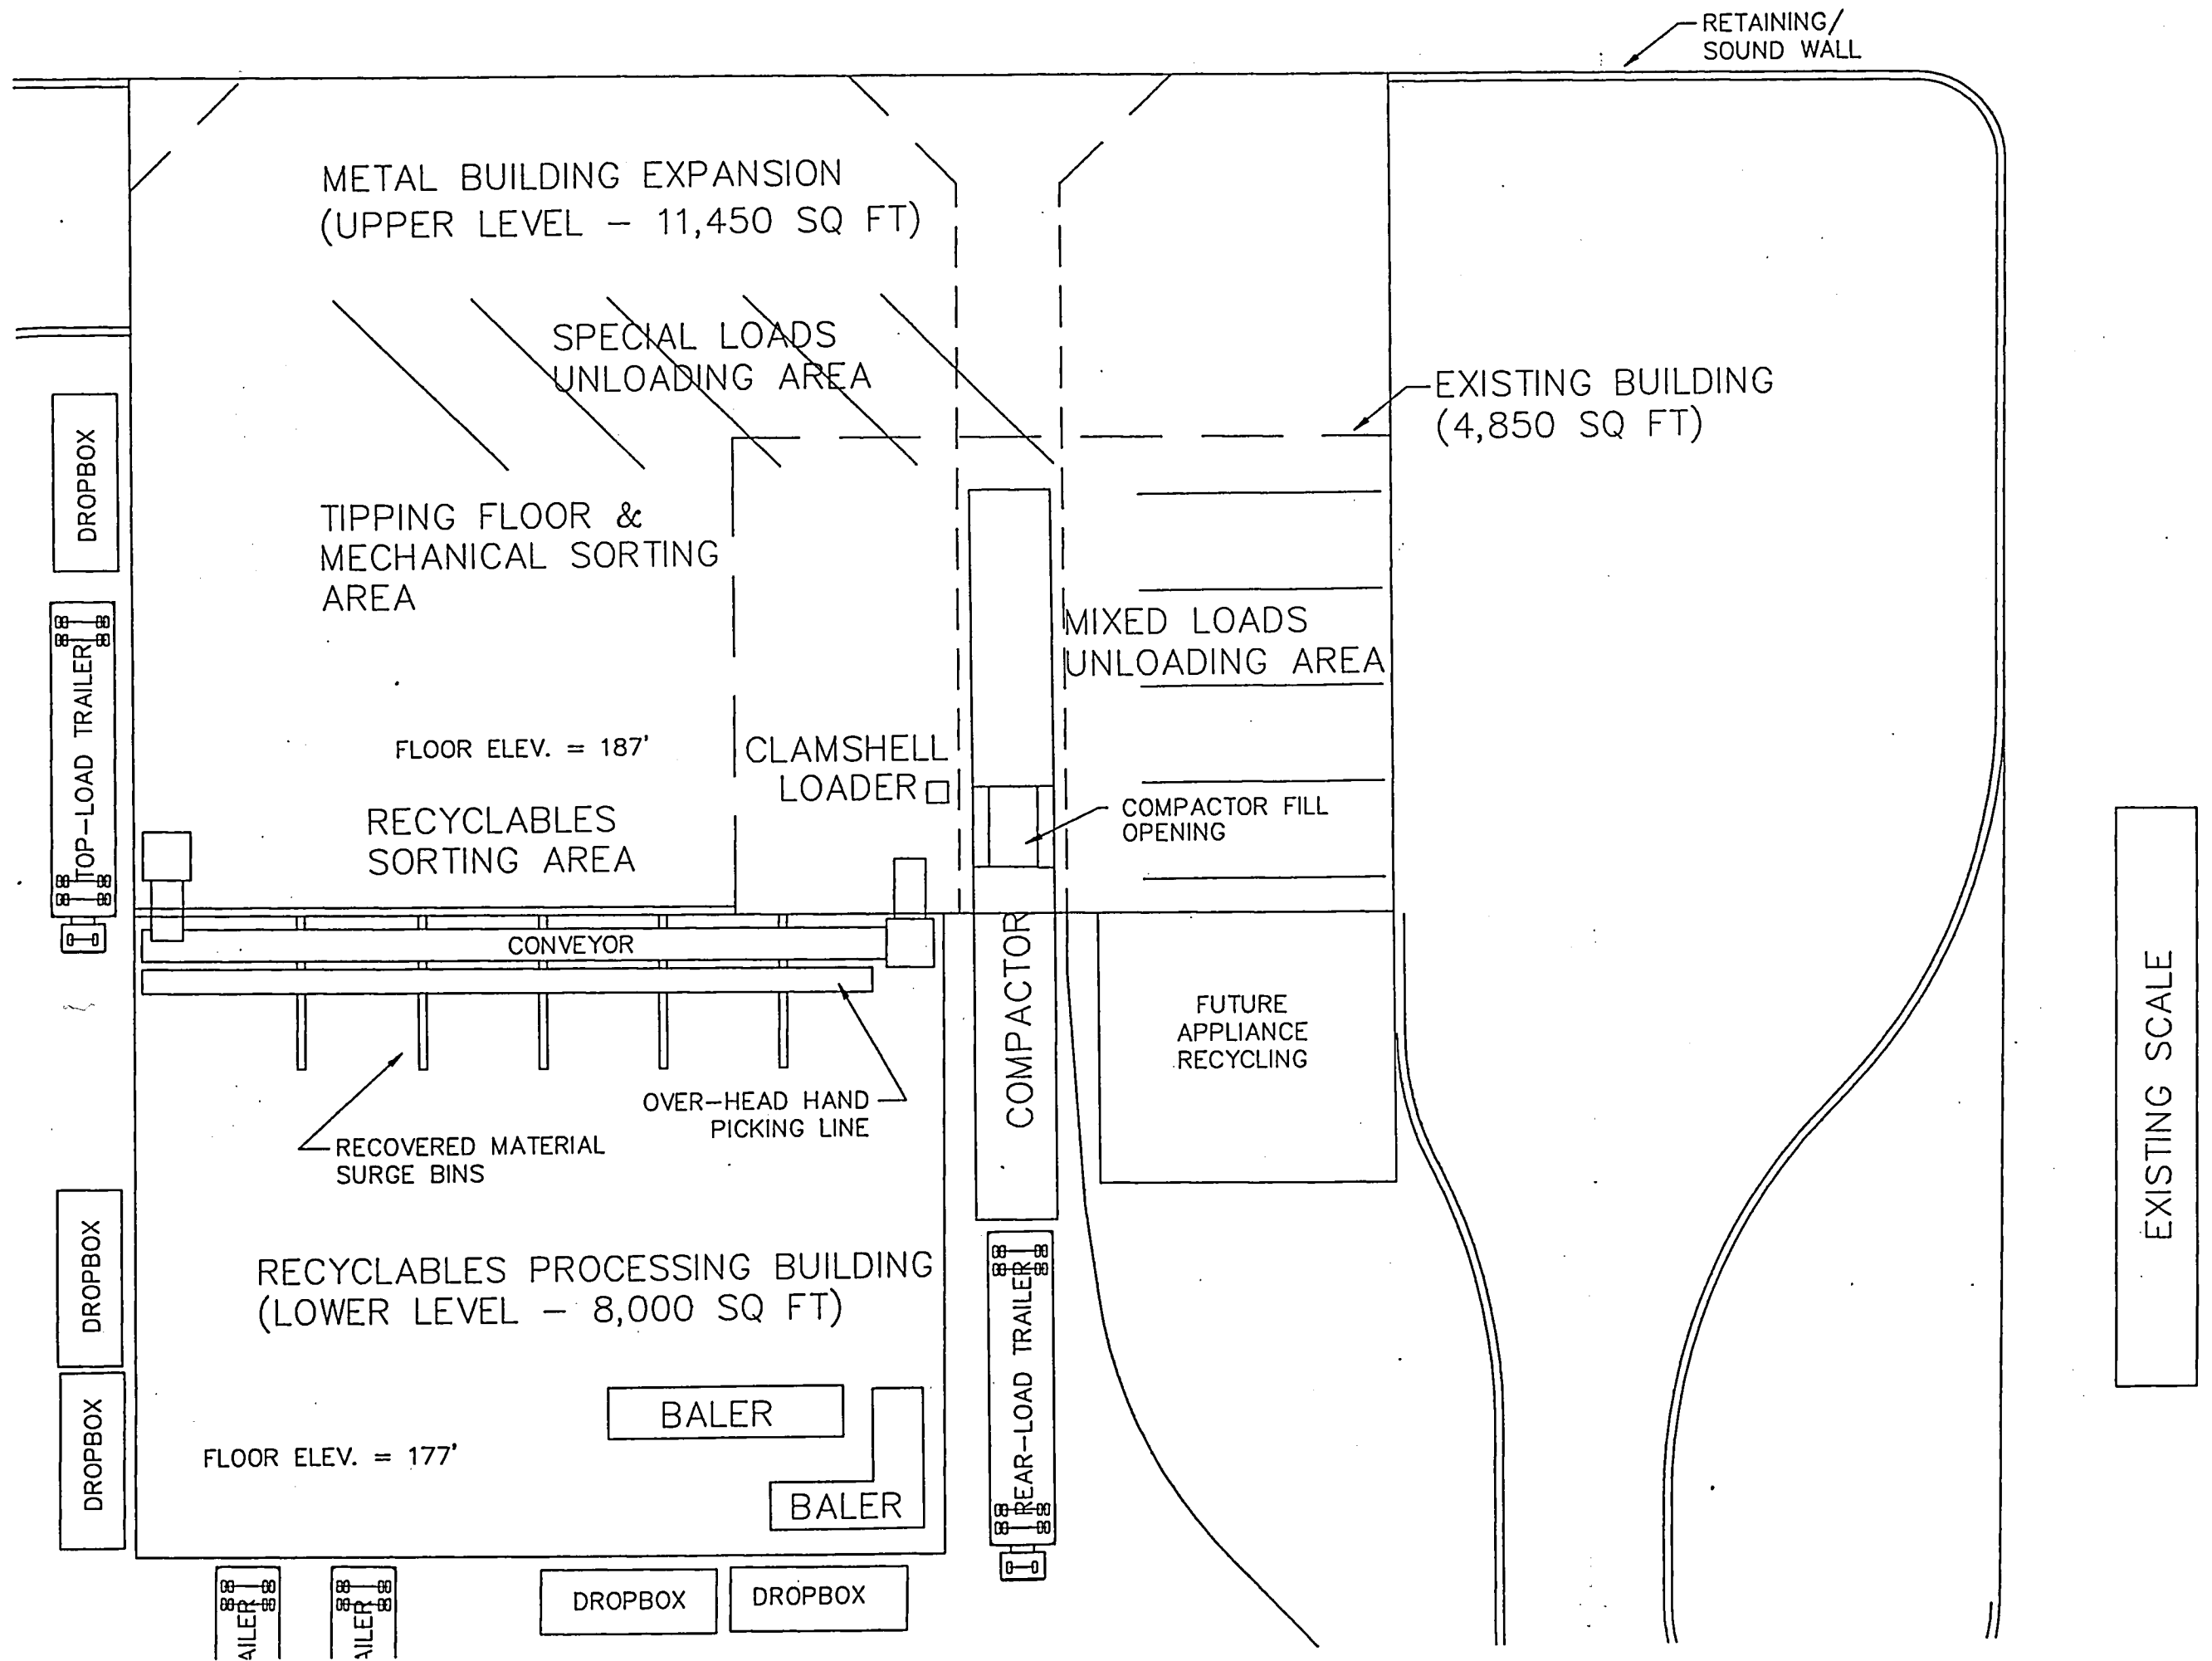 RETAINING/
SOUND WALL
METAL BUILDING EXPANSION
(UPPER LEVEL – 11,450 SQ FT)
SPECIAL LOADS
UNLOADING AREA
EXISTING BUILDING
(4,850 SQ FT)
DROPBOX
TIPPING FLOOR &
MECHANICAL SORTING
AREA
TOP–LOAD TRAILER
MIXED LOADS
UNLOADING AREA
FLOOR ELEV. = 187'
CLAMSHELL
LOADER
COMPACTOR FILL
OPENING
RECYCLABLES
SORTING AREA
CONVEYOR
COMPACTOR
FUTURE
APPLIANCE
RECYCLING
EXISTING SCALE
OVER–HEAD HAND
PICKING LINE
RECOVERED MATERIAL
SURGE BINS
DROPBOX
RECYCLABLES PROCESSING BUILDING
(LOWER LEVEL – 8,000 SQ FT)
REAR–LOAD TRAILER
DROPBOX
BALER
FLOOR ELEV. = 177'
BALER
AILER
AILER
DROPBOX
DROPBOX